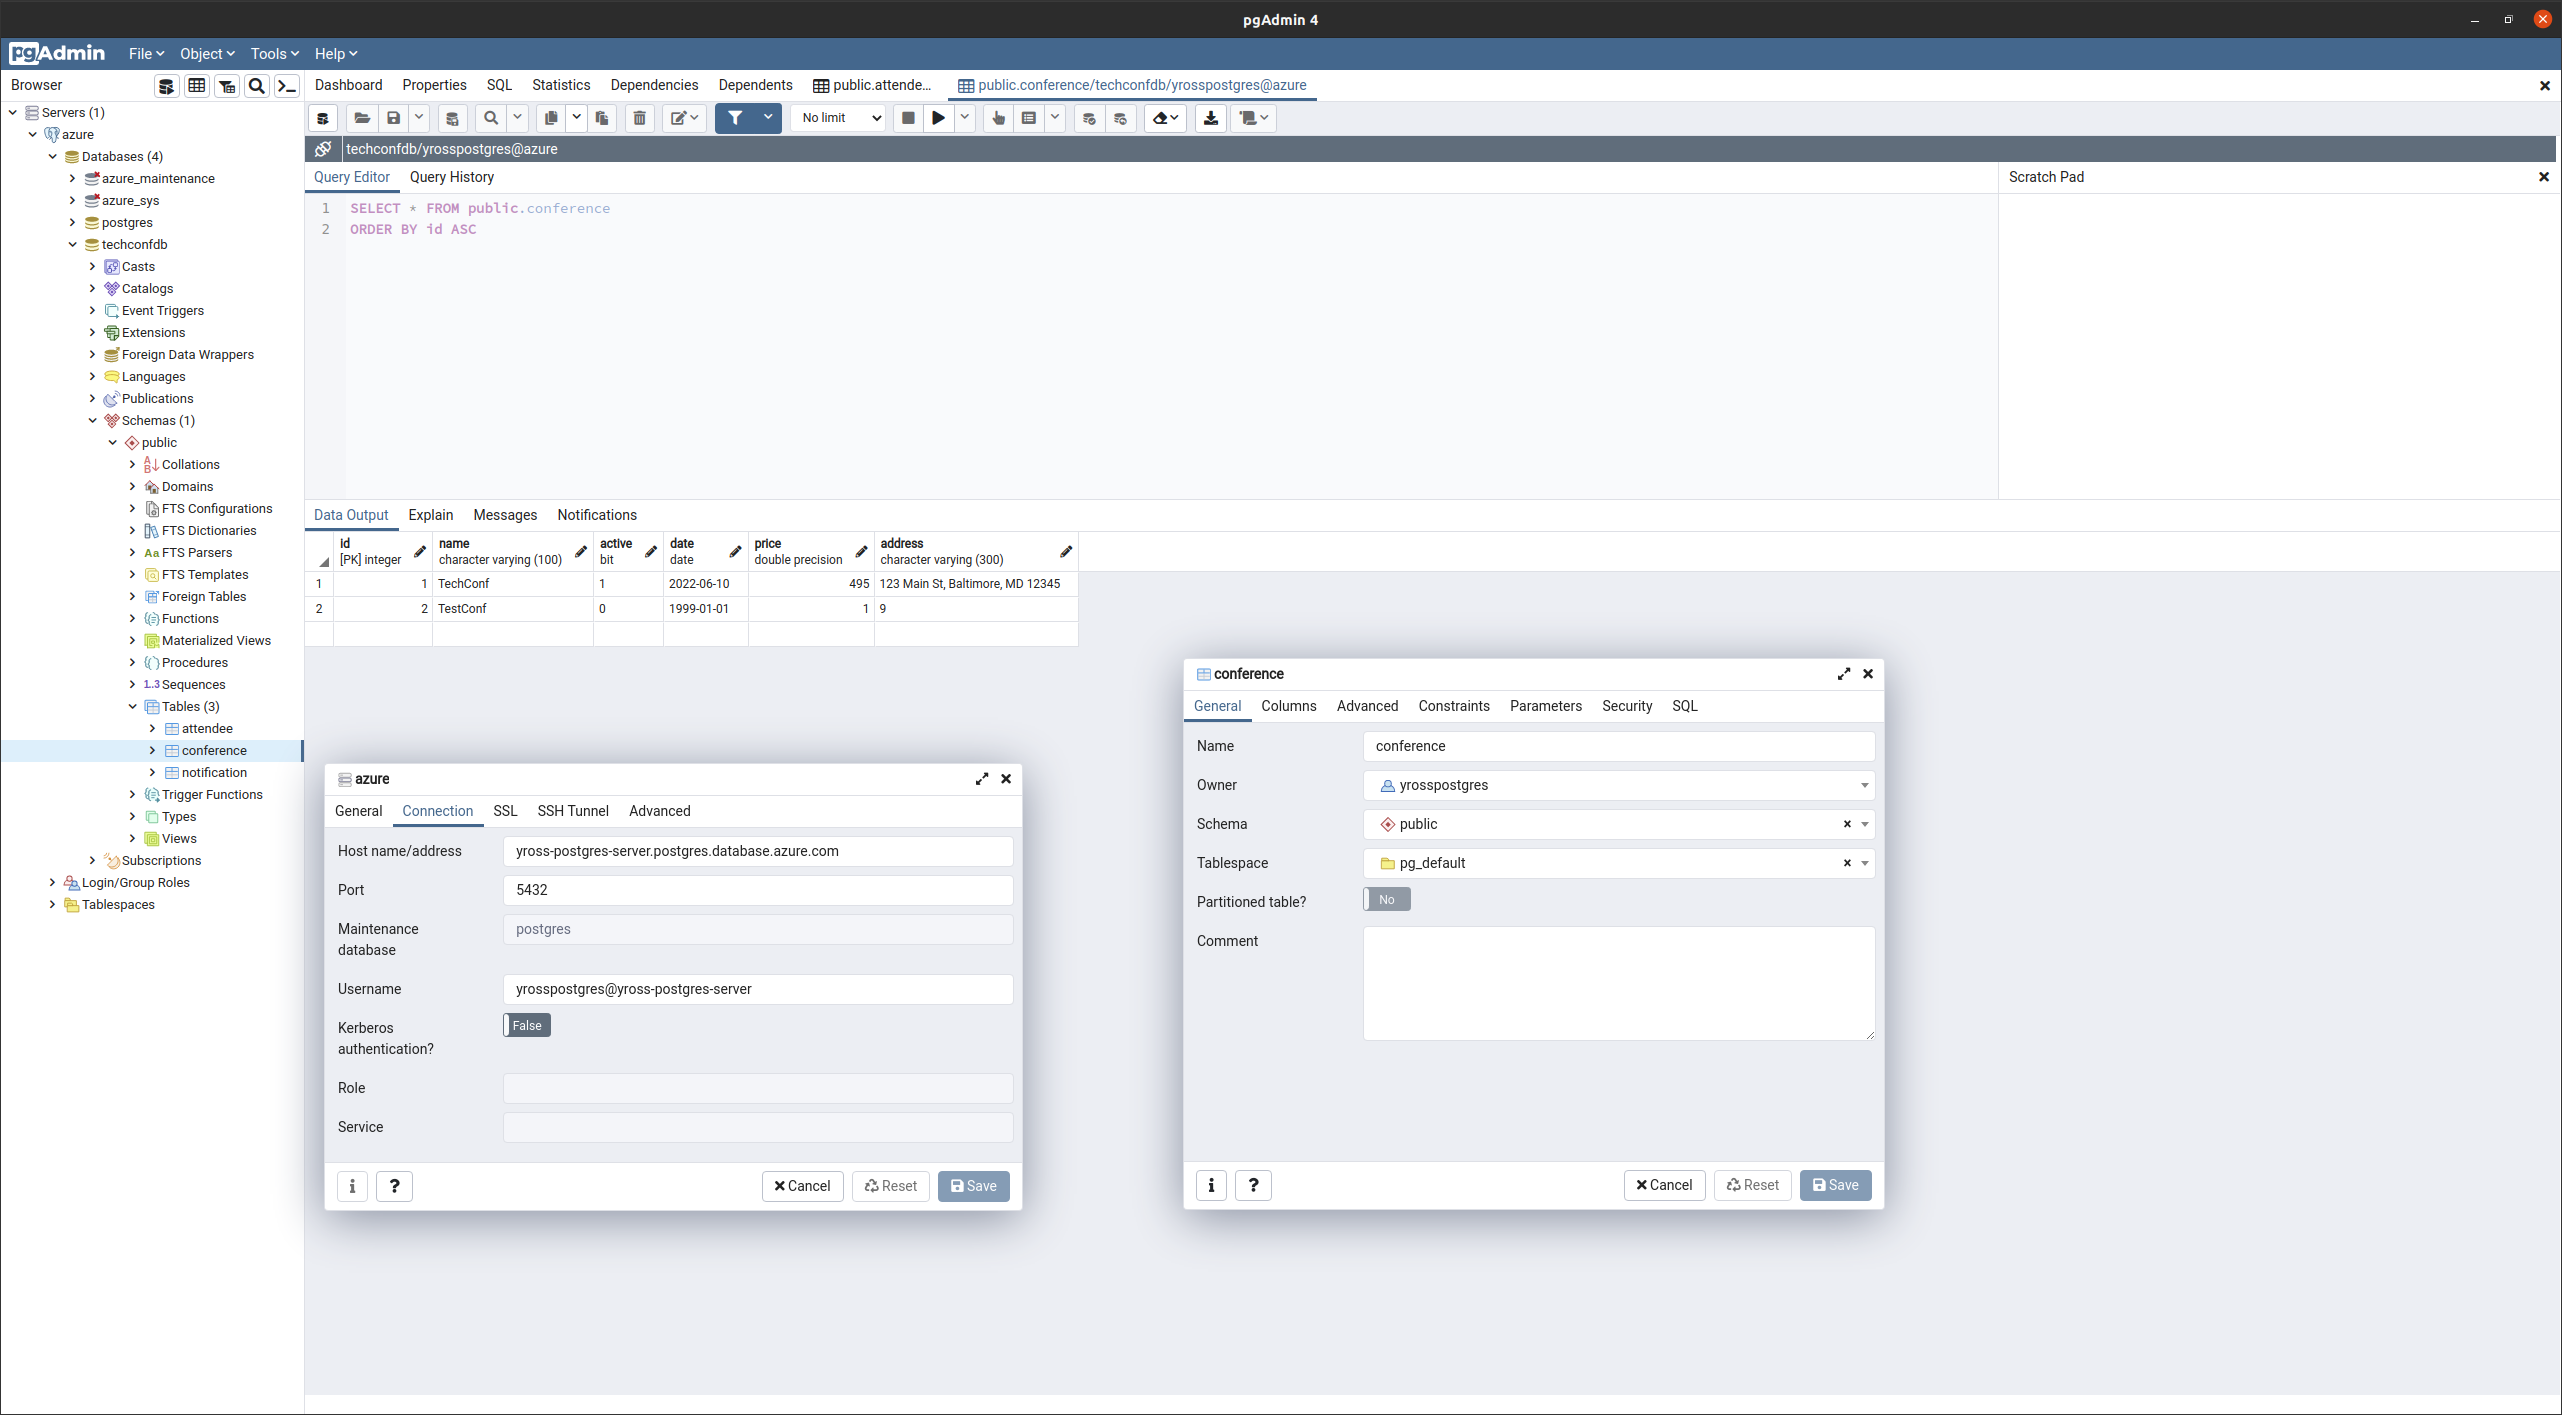 pgAdmin 4
pgAdmin File Object Tools Help
Browser
Dashboard Properties SQL Statistics Dependencies Dependents public.attende... public.conference/techconfdb/yrosspostgres@azure
No limit
techconfdb/yrosspostgres@azure
Query Editor Query History
Scratch Pad
1 SELECT * FROM public.conference
2 ORDER BY id ASC
Servers (1)
azure
Databases (4)
azure_maintenance
azure_sys
postgres
techconfdb
Casts
Catalogs
Event Triggers
Extensions
Foreign Data Wrappers
Languages
Publications
Schemas (1)
public
Collations
Domains
FTS Configurations
FTS Dictionaries
FTS Parsers
FTS Templates
Foreign Tables
Functions
Materialized Views
Procedures
1..3 Sequences
Tables (3)
attendee
conference
notification
Trigger Functions
Types
Views
Subscriptions
Login/Group Roles
Tablespaces
Data Output Explain Messages Notifications
id name active date price address
[PK] integer character varying (100) bit date double precision character varying (300)
1 1 TechConf 1 2022-06-10 495 123 Main St, Baltimore, MD 12345
2 2 TestConf 0 1999-01-01 1 9
azure
General Connection SSL SSH Tunnel Advanced
Host name/address yross-postgres-server.postgres.database.azure.com
Port 5432
Maintenance database postgres
Username yrosspostgres@yross-postgres-server
Kerberos authentication? False
Role
Service
i ? Cancel Reset Save
conference
General Columns Advanced Constraints Parameters Security SQL
Name conference
Owner yrosspostgres
Schema public
Tablespace pg_default
Partitioned table? No
Comment
i ? Cancel Reset Save